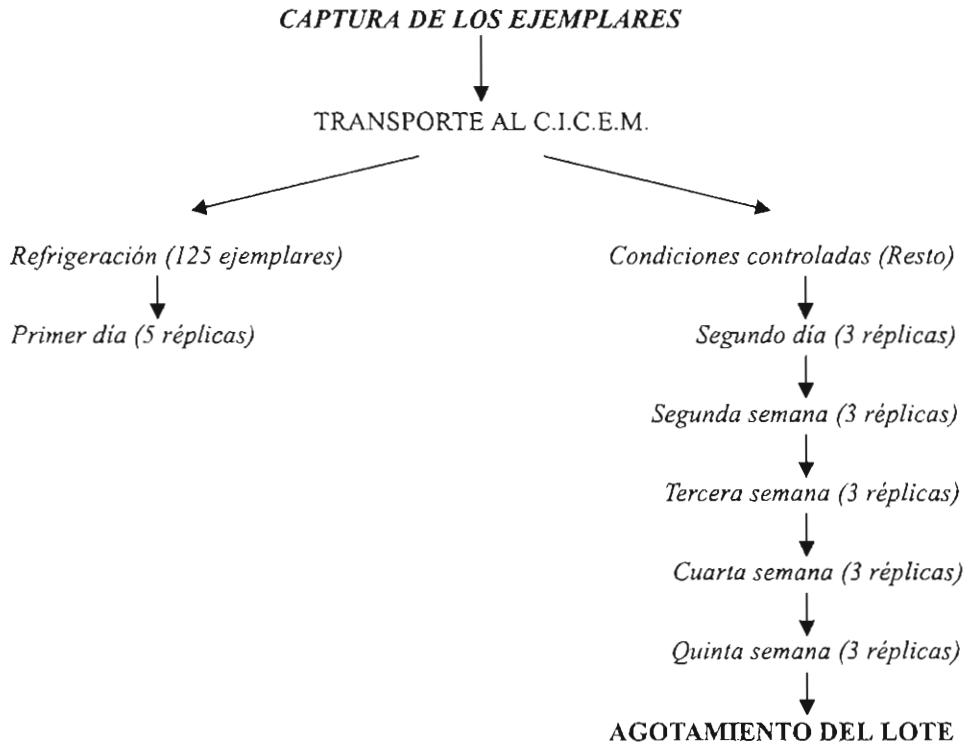 CAPTURA DE LOS EJEMPLARES
TRANSPORTE AL C.I.C.E.M.
Refrigeración (125 ejemplares)
Condiciones controladas (Resto)
Primer día (5 réplicas)
Segundo día (3 réplicas)
Segunda semana (3 réplicas)
Tercera semana (3 réplicas)
Cuarta semana (3 réplicas)
Quinta semana (3 réplicas)
AGOTAMIENTO DEL LOTE